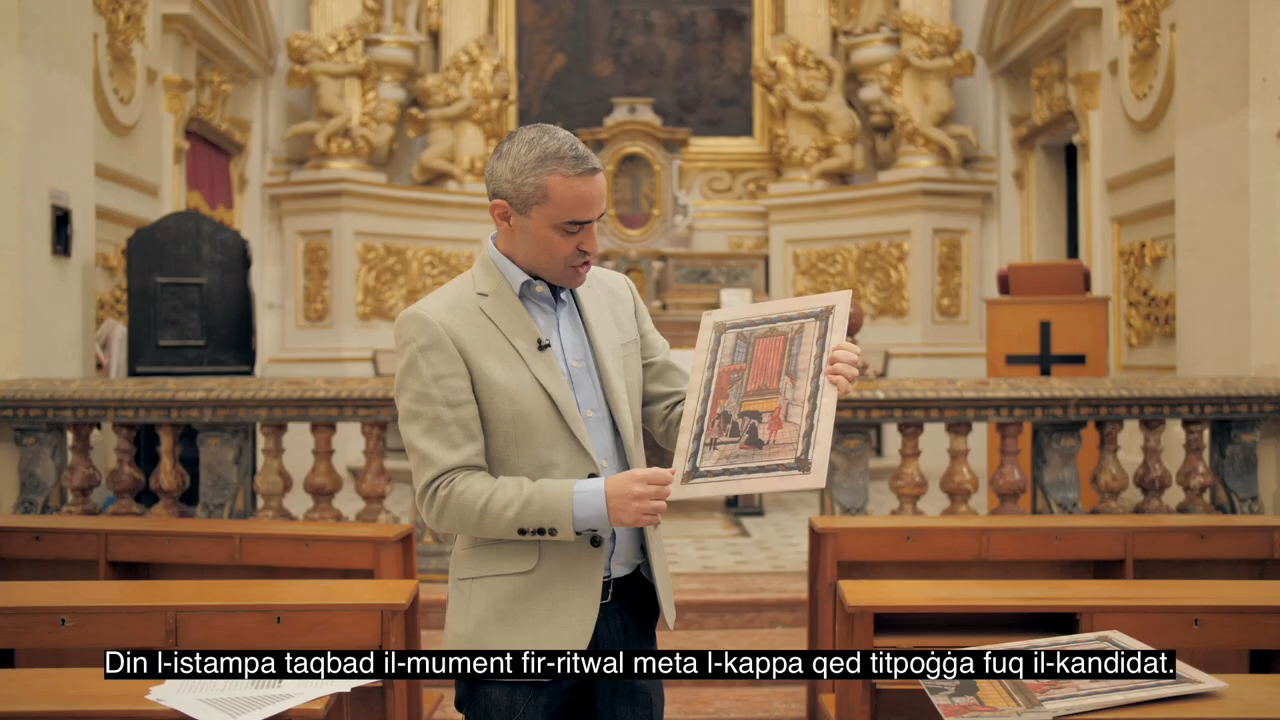 Din l-istampa taqbad il-mument fir-ritwal meta l-kappa qed titpoġġa fuq il-kandidat.